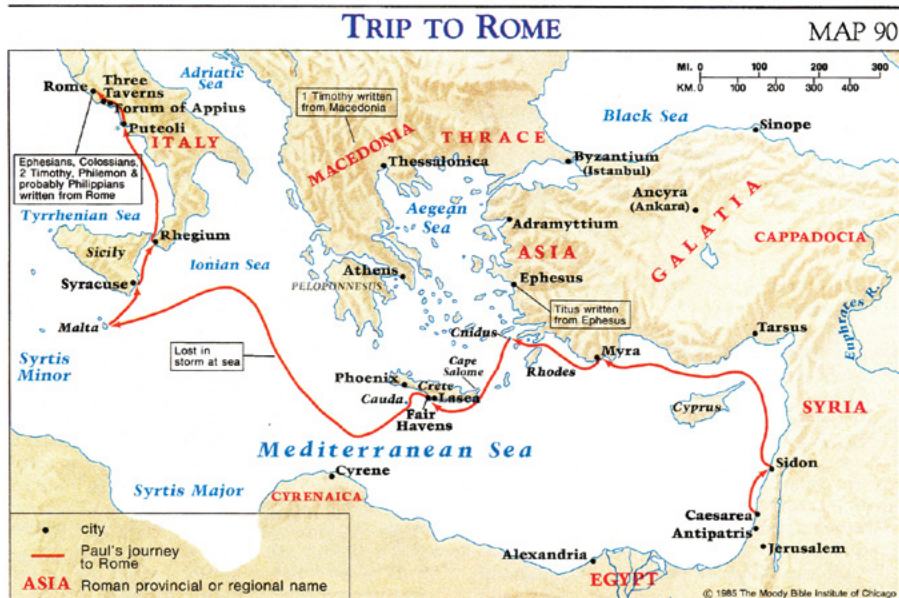 TRIP TO ROME
MAP 90
MI. 0 100 200 300
KM. 0 100 200 300
Adriatic
Sea
Rome
Three
Taverns
Forum of Appius
Puteoli
ITALY
Ephesians, Colossians,
2 Timothy, Philemon &
probably Philippians
written from Rome
Tyrrhenian Sea
Sicily
Rhegium
Ionian Sea
Syracuse
Malta
Syrtis
Minor
Lost in
storm at sea
1 Timothy written
from Macedonia
MACEDONIA
THRACE
Thessalonica
Aegean
Sea
Athens
PELOPONNESUS
Black Sea
Sinope
Byzantium
(Istanbul)
Ancyra
(Ankara)
Adramyttium
ASIA
GALATIA
CAPPADOCIA
Ephesus
Titus written
from Ephesus
Euphrates R.
Tarsus
Cnidus
Myra
Rhodes
Cape
Salome
Phoenix
Crete
Cauda
Lasea
Fair
Havens
Cyprus
SYRIA
Mediterranean Sea
Sidon
Cyrene
CYRENAICA
Syrtis Major
Caesarea
Antipatris
Jerusalem
Alexandria
EGYPT
city
Paul's journey
to Rome
ASIA Roman provincial or regional name
© 1985 The Moody Bible Institute of Chicago